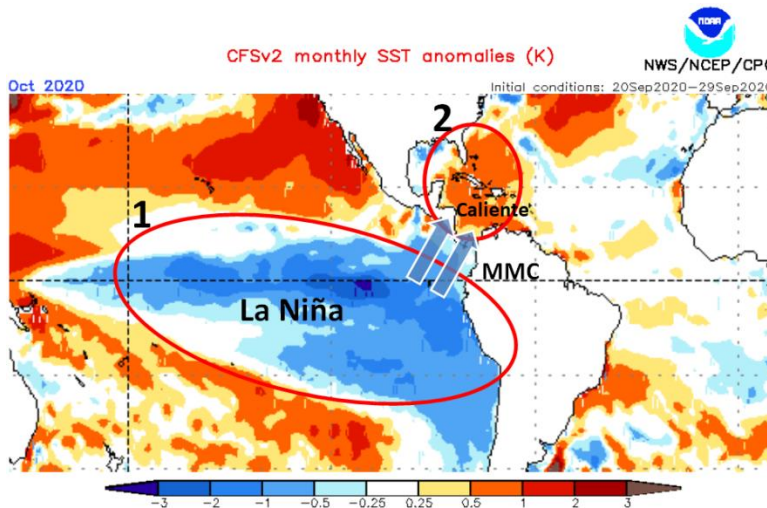 NOAA
CFSv2 monthly SST anomalies (K)
NWS/NCEP/CPC
Oct 2020
Initial conditions: 20Sep2020–29Sep2020
2
1
Caliente
MMC
La Niña
-3 -2 -1 -0.5 -0.25 0.25 0.5 1 2 3